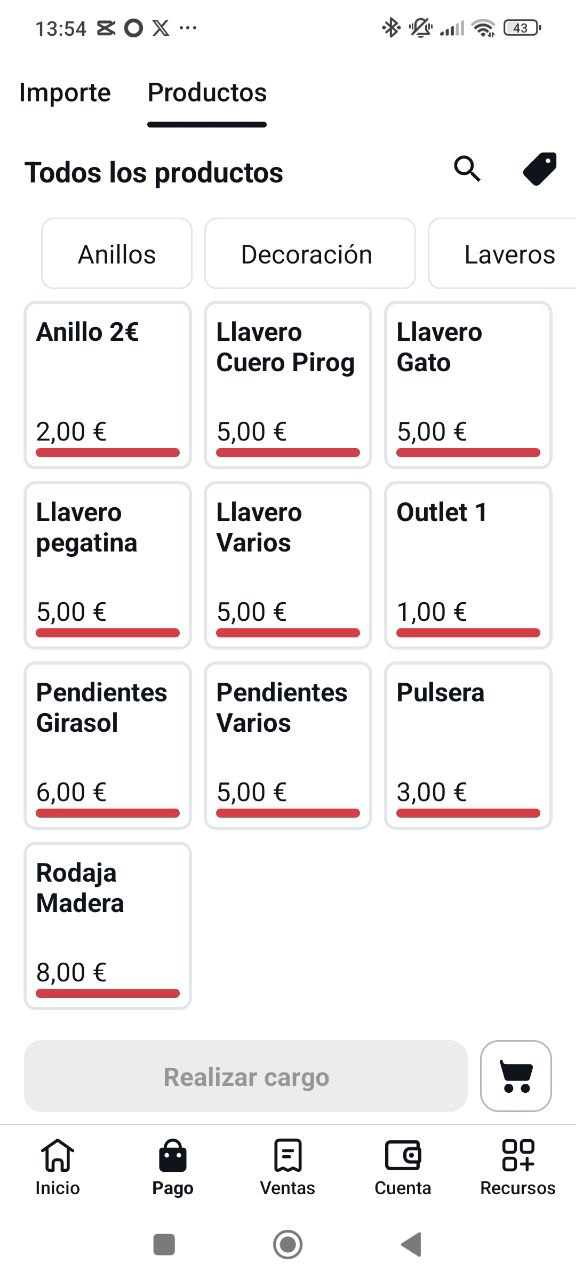 13:54
43
Importe Productos
Todos los productos
Anillos Decoración Laveros
Anillo 2€
2,00 €
Llavero
Cuero Pirog
5,00 €
Llavero
Gato
5,00 €
Llavero
pegatina
5,00 €
Llavero
Varios
5,00 €
Outlet 1
1,00 €
Pendientes
Girasol
6,00 €
Pendientes
Varios
5,00 €
Pulsera
3,00 €
Rodaja
Madera
8,00 €
Realizar cargo
Inicio Pago Ventas Cuenta Recursos